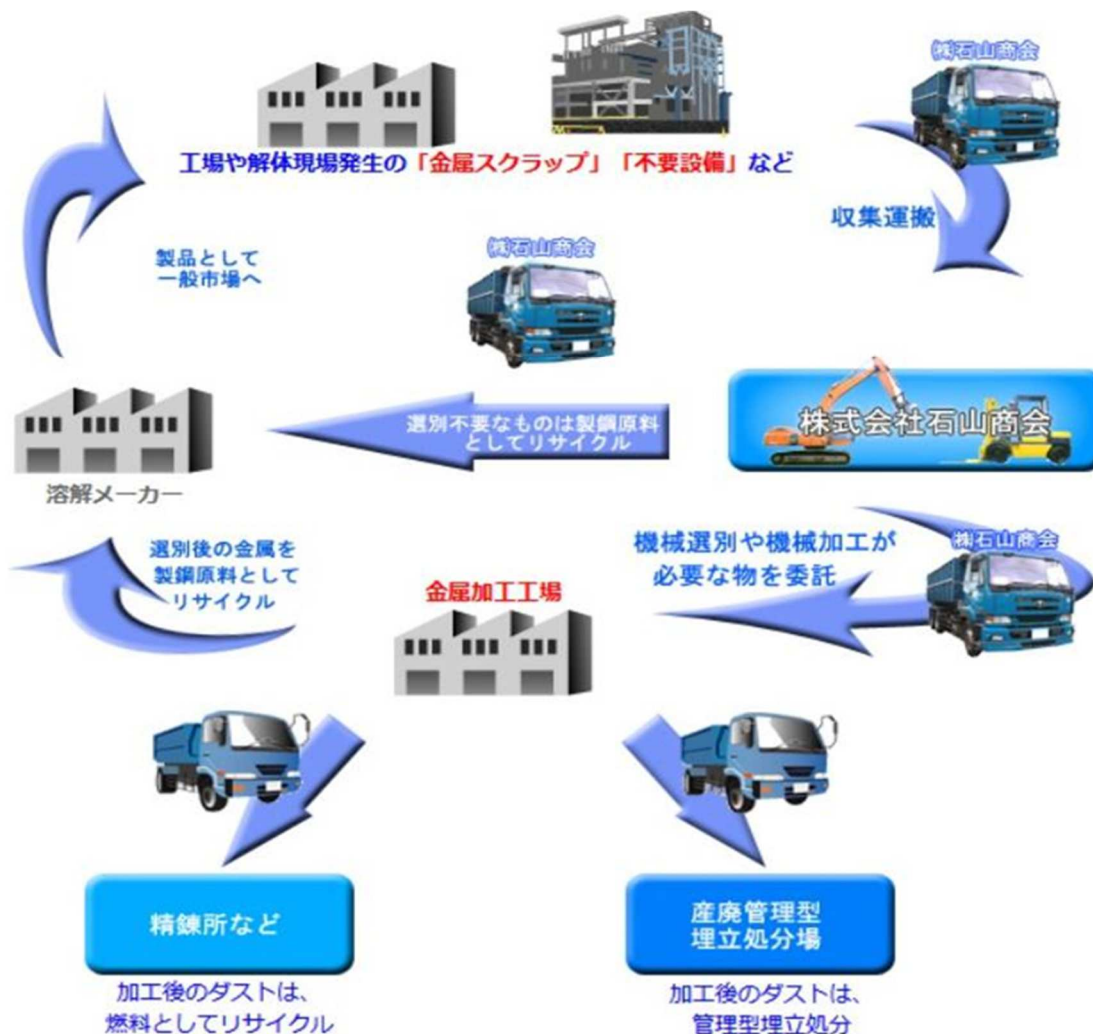 ㈱石山商会
工場や解体現場発生の「金属スクラップ」「不要設備」など
収集運搬
㈱石山商会
製品として
一般市場へ
株式会社石山商会
選別不要なものは製鋼原料
としてリサイクル
溶解メーカー
㈱石山商会
機械選別や機械加工が
必要な物を委託
選別後の金属を
製鋼原料として
リサイクル
金属加工工場
精錬所など
加工後のダストは、
燃料としてリサイクル
産廃管理型
埋立処分場
加工後のダストは、
管理型埋立処分